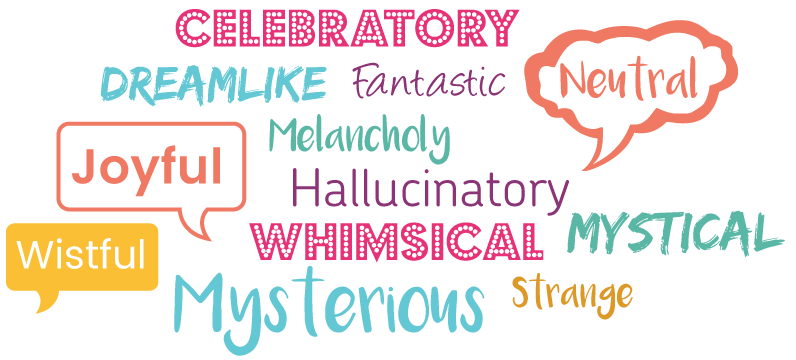 CELEBRATORY
DREAMLIKE Fantastic Neutral
Melancholy
Joyful
Hallucinatory
WHIMSICAL MYSTICAL
Wistful
Mysterious Strange